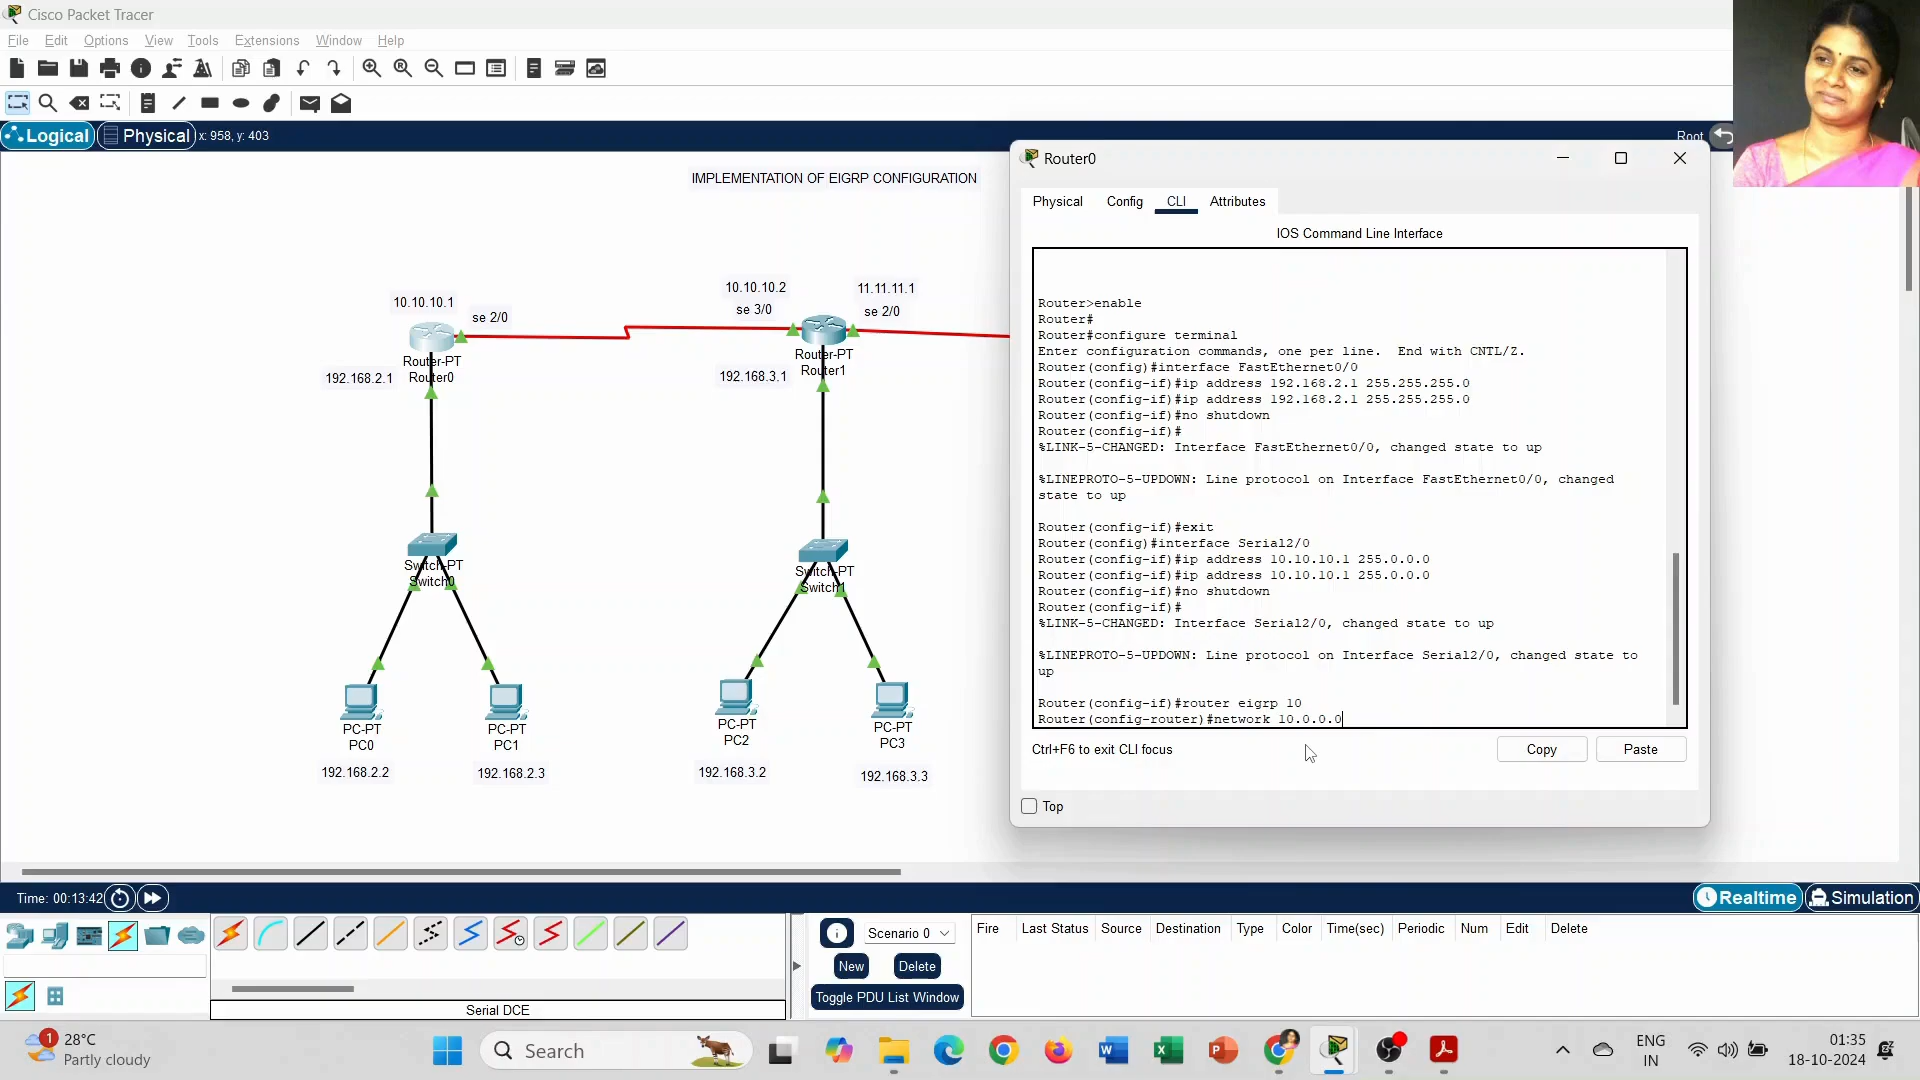 Cisco Packet Tracer
File Edit Options View Tools Extensions Window Help
Logical Physical x: 958, y: 403
Root
IMPLEMENTATION OF EIGRP CONFIGURATION
10.10.10.1
se 2/0
Router-PT
Router0
192.168.2.1
10.10.10.2
se 3/0
11.11.11.1
se 2/0
Router-PT
Router1
192.168.3.1
Switch-PT
Switch0
Switch-PT
Switch1
PC-PT
PC0
192.168.2.2
PC-PT
PC1
192.168.2.3
PC-PT
PC2
192.168.3.2
PC-PT
PC3
192.168.3.3
Router0
Physical Config CLI Attributes
IOS Command Line Interface
Router>enable
Router#
Router#configure terminal
Enter configuration commands, one per line.  End with CNTL/Z.
Router(config)#interface FastEthernet0/0
Router(config-if)#ip address 192.168.2.1 255.255.255.0
Router(config-if)#ip address 192.168.2.1 255.255.255.0
Router(config-if)#no shutdown
Router(config-if)#
%LINK-5-CHANGED: Interface FastEthernet0/0, changed state to up
%LINEPROTO-5-UPDOWN: Line protocol on Interface FastEthernet0/0, changed
state to up
Router(config-if)#exit
Router(config)#interface Serial2/0
Router(config-if)#ip address 10.10.10.1 255.0.0.0
Router(config-if)#ip address 10.10.10.1 255.0.0.0
Router(config-if)#no shutdown
Router(config-if)#
%LINK-5-CHANGED: Interface Serial2/0, changed state to up
%LINEPROTO-5-UPDOWN: Line protocol on Interface Serial2/0, changed state to
up
Router(config-if)#router eigrp 10
Router(config-router)#network 10.0.0.0
Ctrl+F6 to exit CLI focus
Copy Paste
Top
Time: 00:13:42
Realtime Simulation
Scenario 0
New Delete
Toggle PDU List Window
Fire Last Status Source Destination Type Color Time(sec) Periodic Num Edit Delete
Serial DCE
1
28°C
Partly cloudy
Search
ENG
IN
01:35
18-10-2024